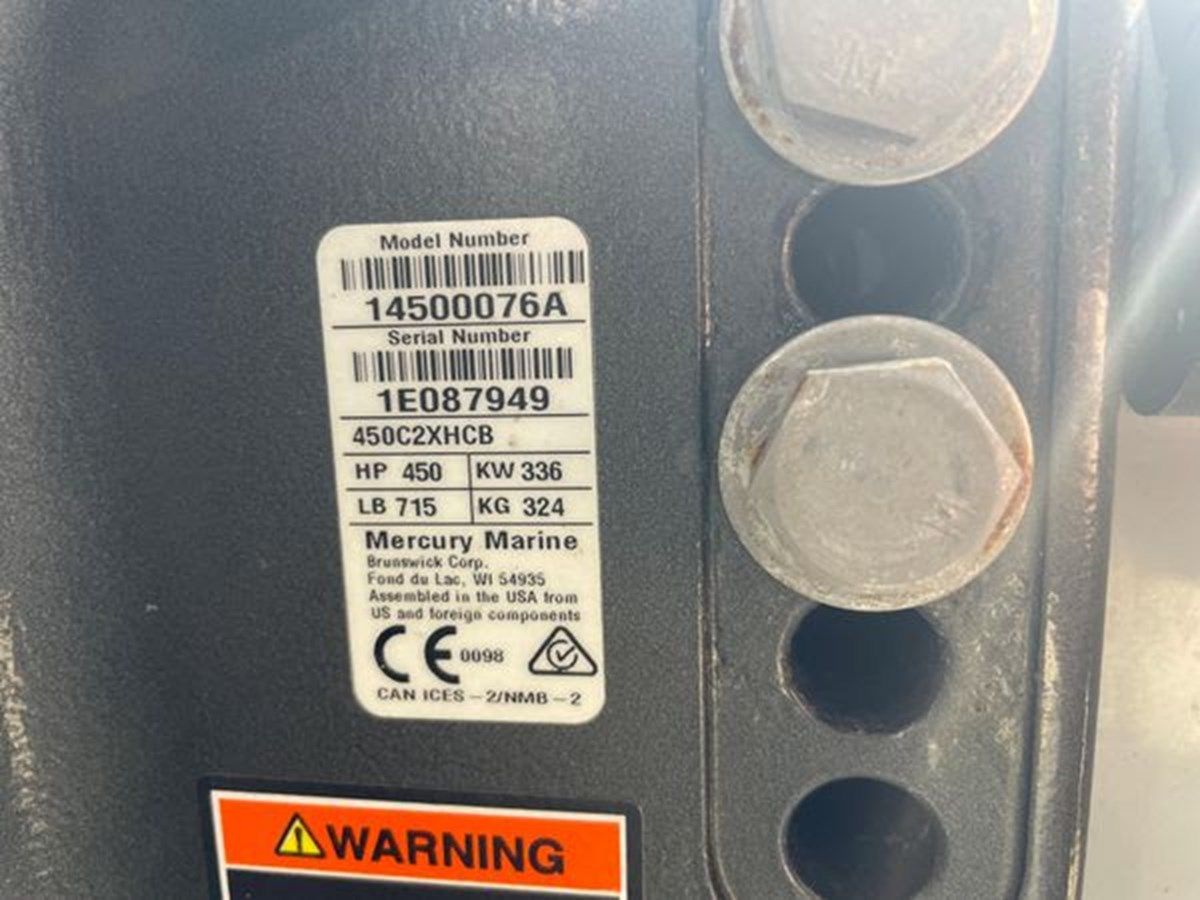 Model Number
14500076A
Serial Number
1E087949
450C2XHCB
HP 450 KW 336
LB 715 KG 324
Mercury Marine
Brunswick Corp.
Fond du Lac, WI 54935
Assembled in the USA from
US and foreign components
CE 0098
CAN ICES - 2/NMB - 2
WARNING